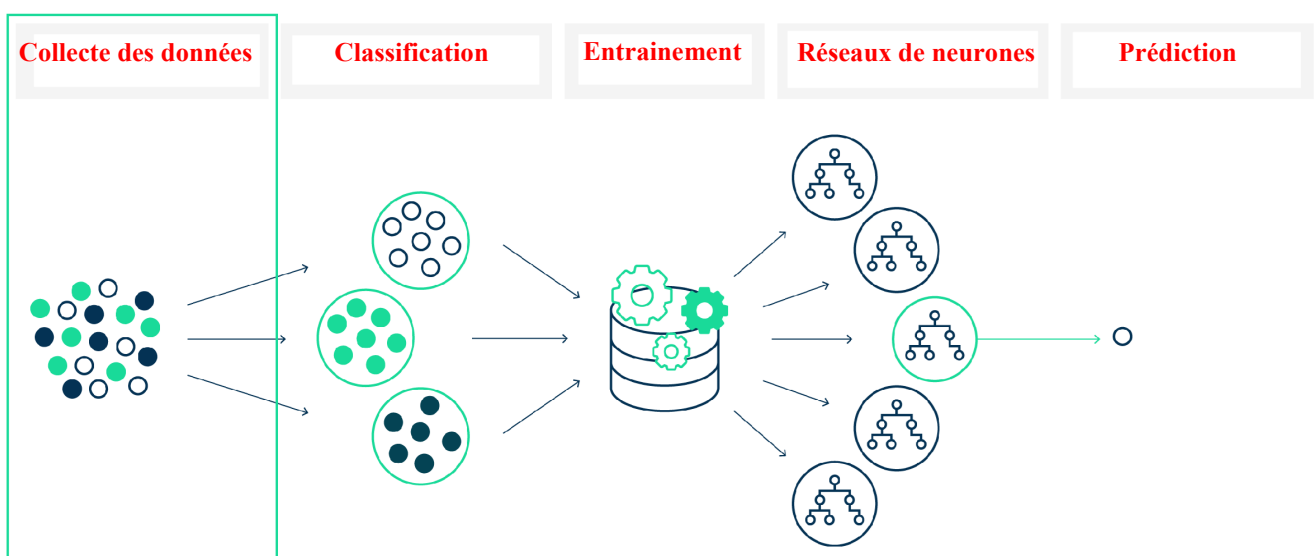 Collecte des données
Classification
Entrainement
Réseaux de neurones
Prédiction